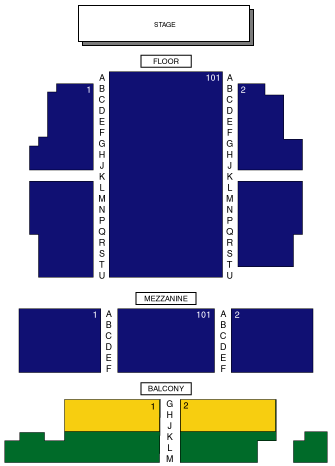 STAGE
FLOOR
1 A 101 A 2
B B
C C
D D
E E
F F
G G
H H
J J
K K
L L
M M
N N
P P
Q Q
R R
S S
T T
U U
MEZZANINE
1 A 101 A 2
B B
C C
D D
E E
F F
BALCONY
1 G 2
H
J
K
L
M